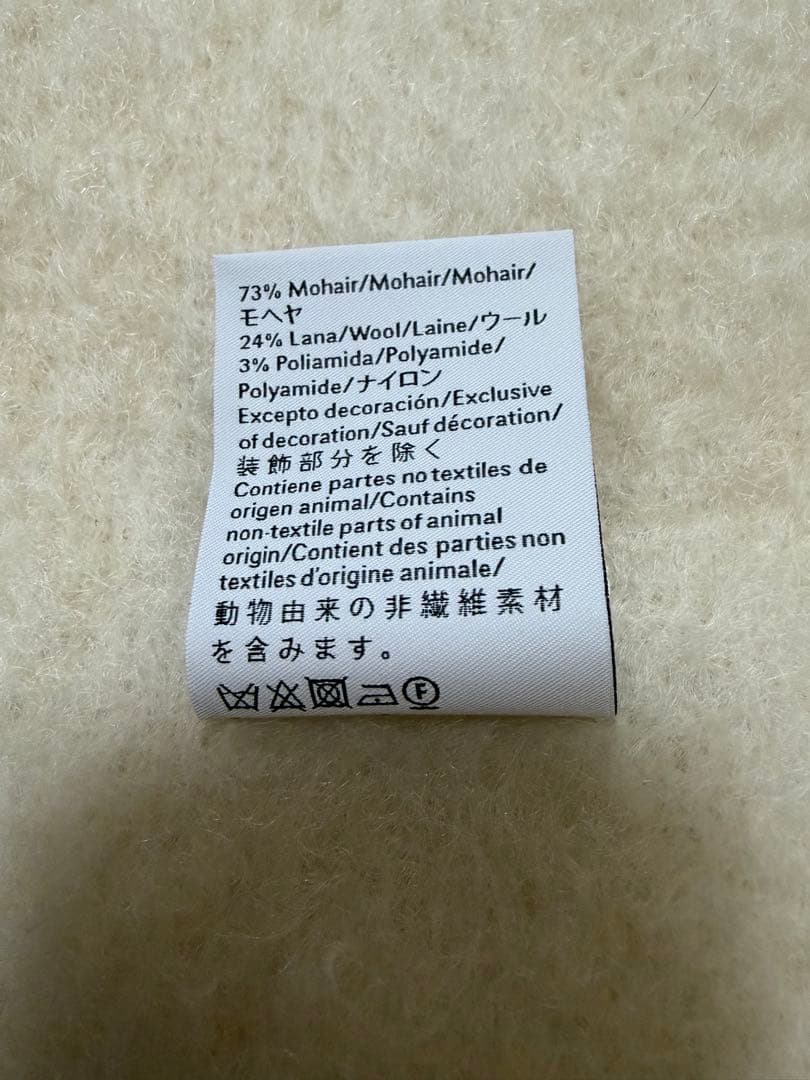 73% Mohair/Mohair/Mohair/
モヘヤ
24% Lana/Wool/Laine/ウール
3% Poliamida/Polyamide/
Polyamide/ナイロン
Excepto decoración/Exclusive
of decoration/Sauf décoration/
装飾部分を除く
Contiene partes no textiles de
origen animal/Contains
non-textile parts of animal
origin/Contient des parties non
textiles d'origine animale/
動物由来の非繊維素材
を含みます。
F